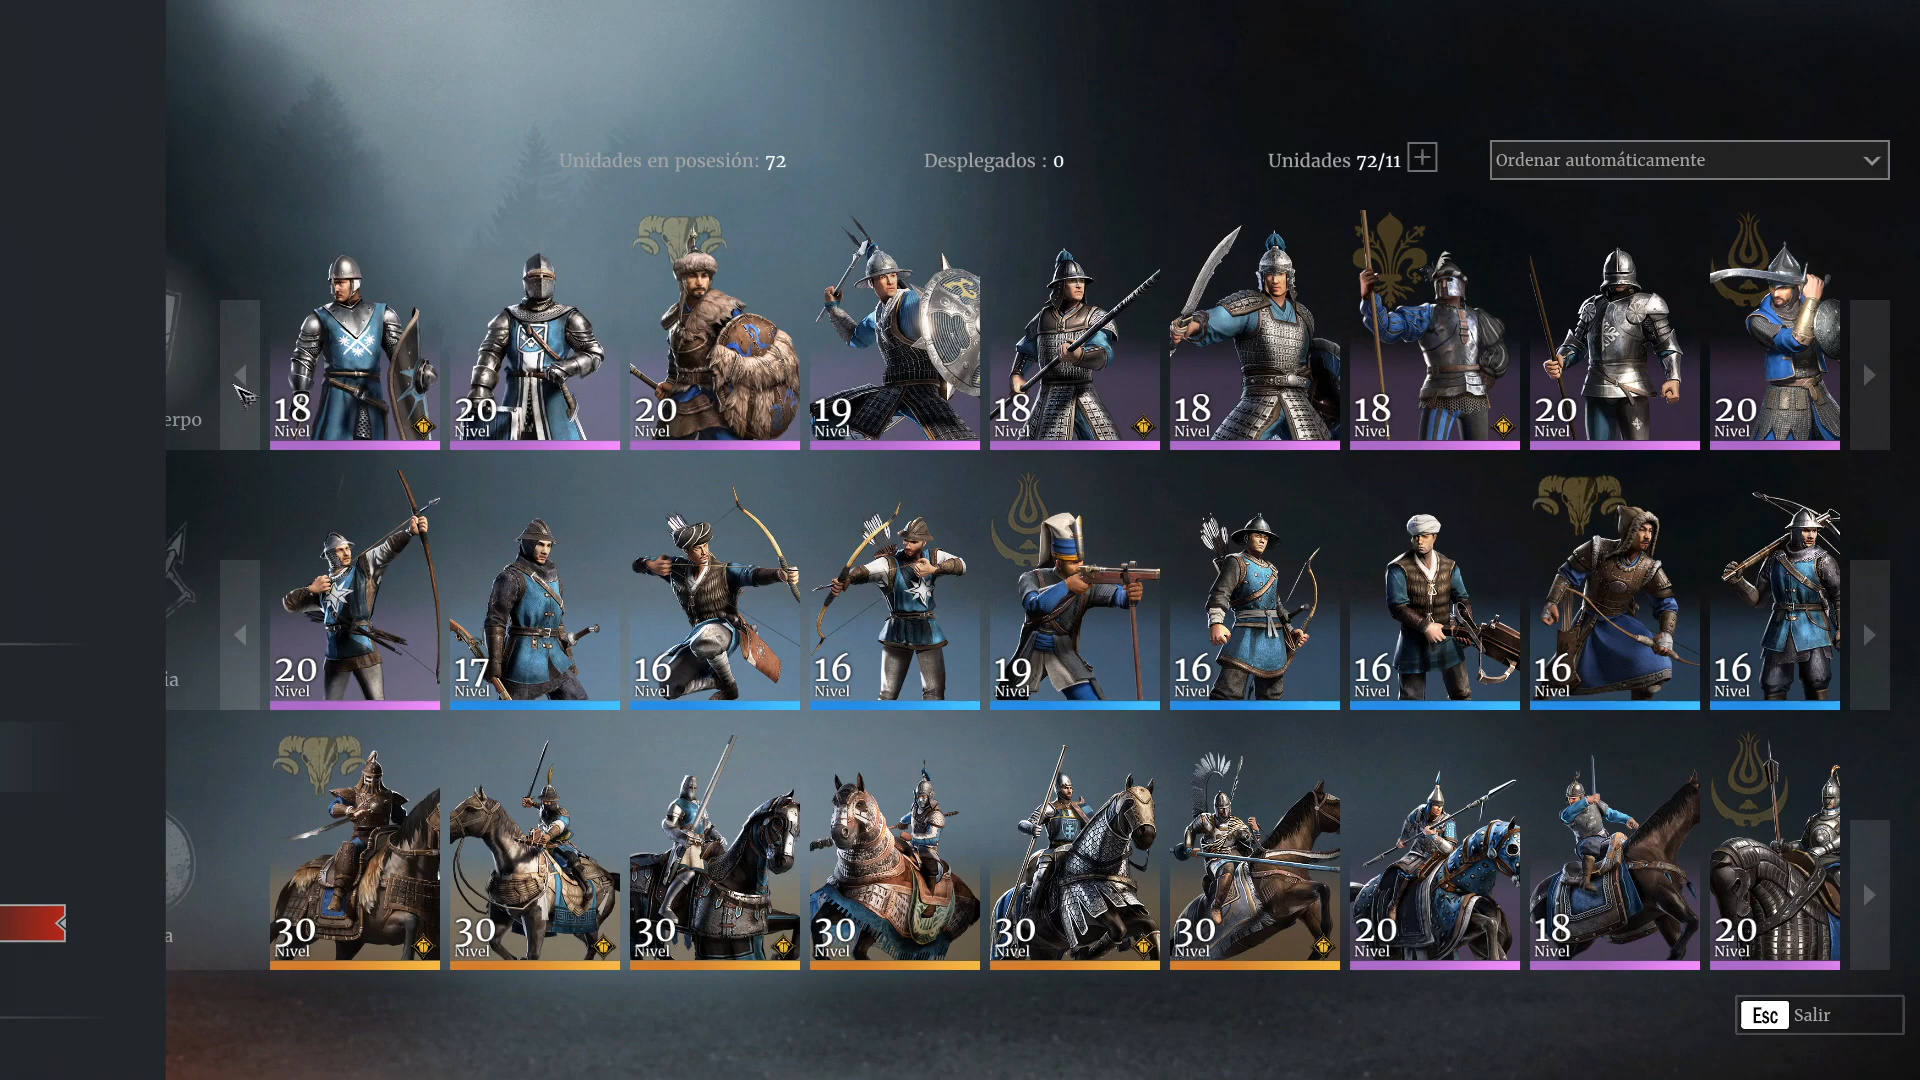 Unidades en posesión: 72
Desplegados : 0
Unidades 72/11
Ordenar automáticamente
erpo
18 Nivel
20 Nivel
20 Nivel
19 Nivel
18 Nivel
18 Nivel
18 Nivel
20 Nivel
20 Nivel
ia
20 Nivel
17 Nivel
16 Nivel
16 Nivel
19 Nivel
16 Nivel
16 Nivel
16 Nivel
16 Nivel
a
30 Nivel
30 Nivel
30 Nivel
30 Nivel
30 Nivel
30 Nivel
20 Nivel
18 Nivel
20 Nivel
Esc Salir